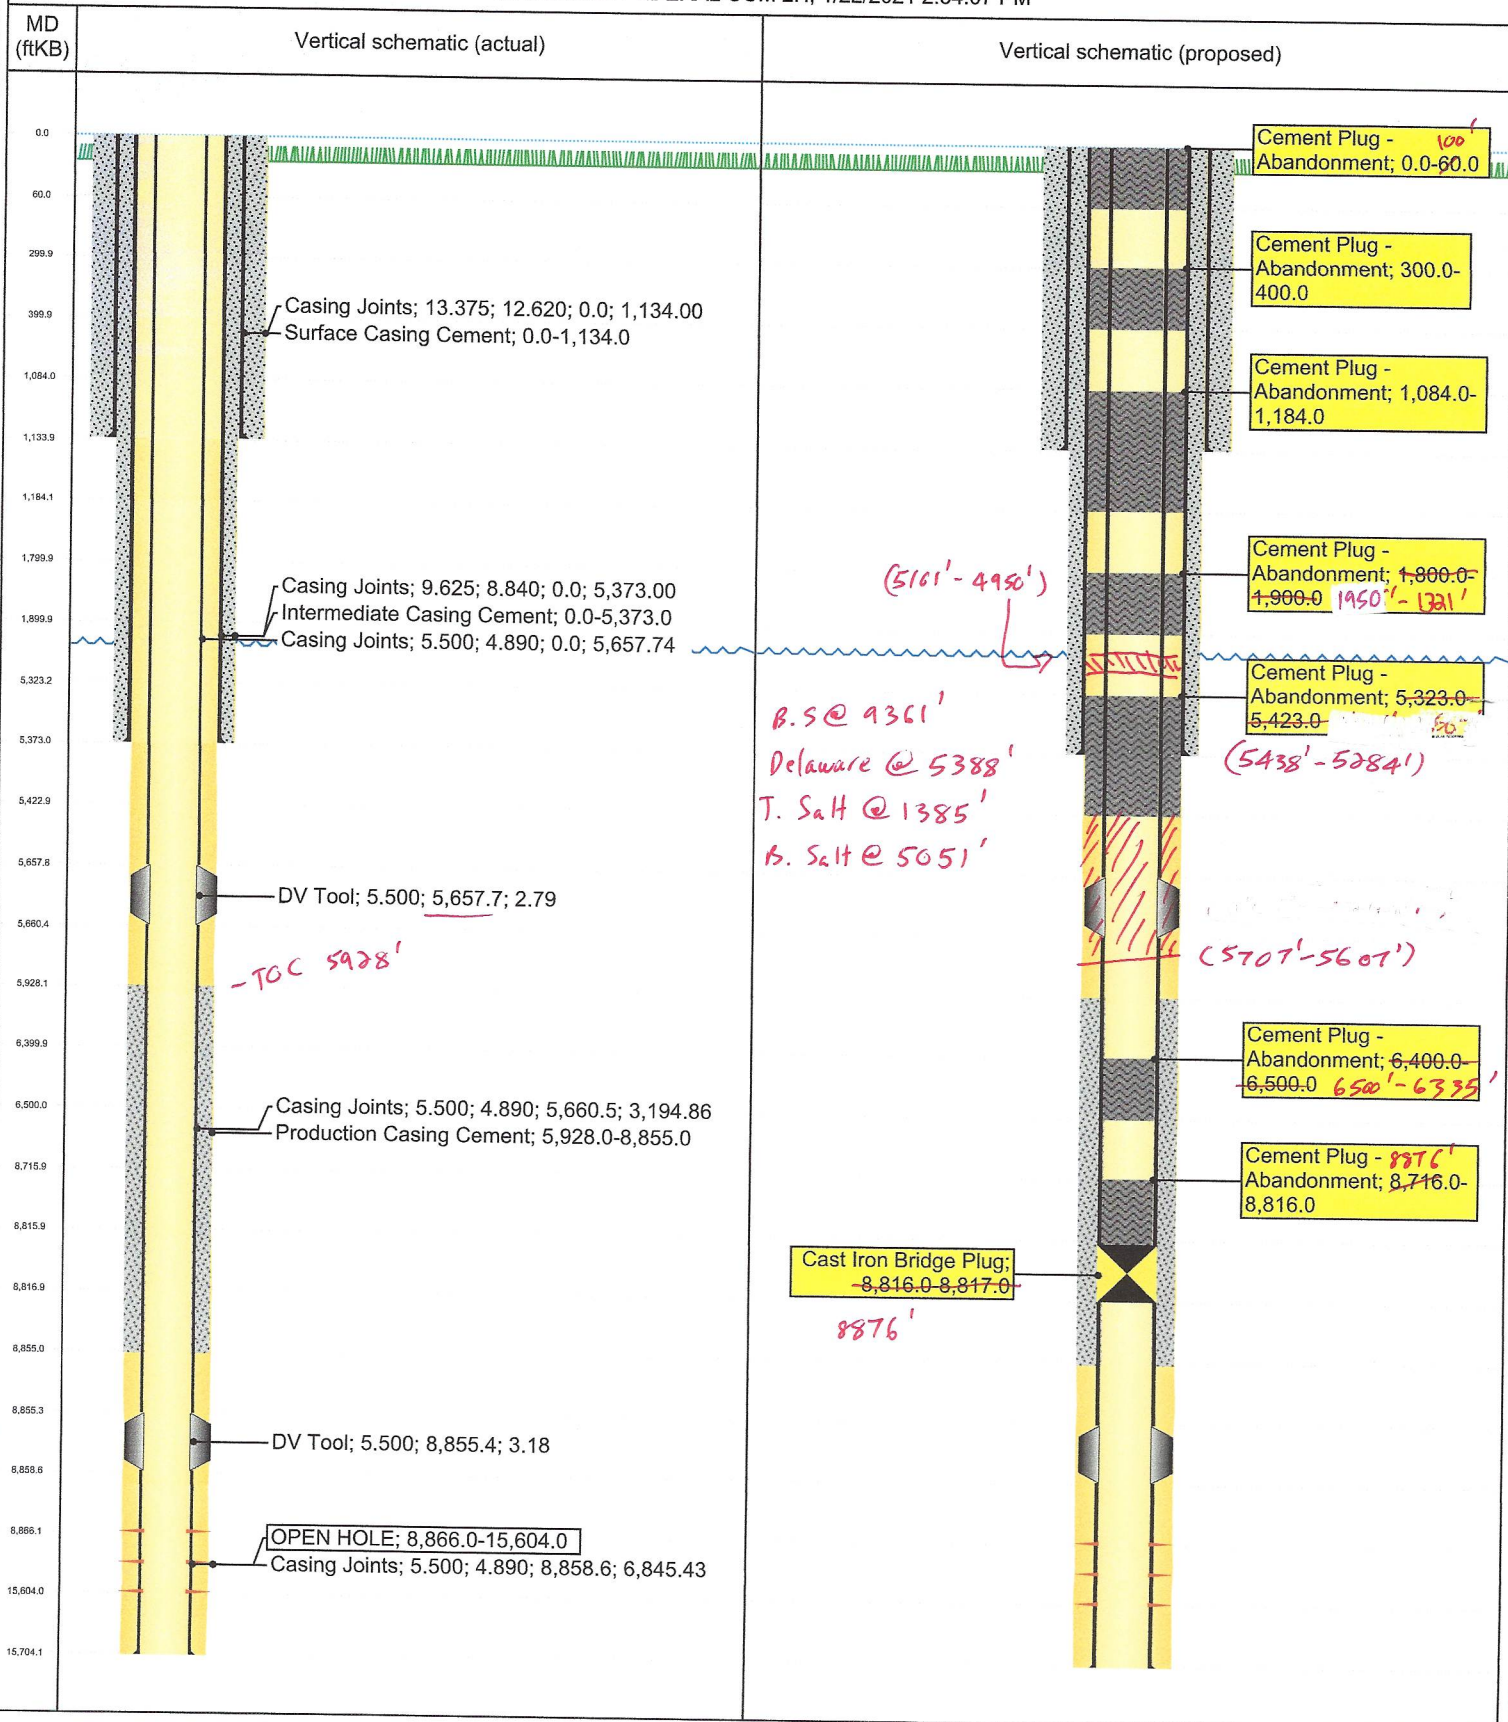 MD
(ftKB)
Vertical schematic (actual)
Vertical schematic (proposed)
0.0
60.0
299.9
399.9
1,084.0
1,133.9
1,184.1
1,799.9
1,899.9
5,323.2
5,373.0
5,422.9
5,657.8
5,660.4
5,928.1
6,399.9
6,500.0
8,715.9
8,815.9
8,816.9
8,855.0
8,855.3
8,858.6
8,866.1
15,604.0
15,704.1
Casing Joints; 13.375; 12.620; 0.0; 1,134.00
Surface Casing Cement; 0.0-1,134.0
Casing Joints; 9.625; 8.840; 0.0; 5,373.00
Intermediate Casing Cement; 0.0-5,373.0
Casing Joints; 5.500; 4.890; 0.0; 5,657.74
DV Tool; 5.500; 5,657.7; 2.79
-TOC 5928'
Casing Joints; 5.500; 4.890; 5,660.5; 3,194.86
Production Casing Cement; 5,928.0-8,855.0
DV Tool; 5.500; 8,855.4; 3.18
OPEN HOLE; 8,866.0-15,604.0
Casing Joints; 5.500; 4.890; 8,858.6; 6,845.43
Cement Plug - 100'
Abandonment; 0.0-60.0
Cement Plug -
Abandonment; 300.0-
400.0
Cement Plug -
Abandonment; 1,084.0-
1,184.0
Cement Plug -
Abandonment; 1,800.0-
1,900.0 1950'-1321'
(5161'-4950')
Cement Plug -
Abandonment; 5,323.0-
5,423.0
(5438'-5284')
B.S @ 9361'
Delaware @ 5388'
T. Salt @ 1385'
B. Salt @ 5051'
(5707'-5607')
Cement Plug -
Abandonment; 6,400.0-
6,500.0 6500'-6335'
Cement Plug - 8876'
Abandonment; 8,716.0-
8,816.0
Cast Iron Bridge Plug;
8,816.0-8,817.0
8876'